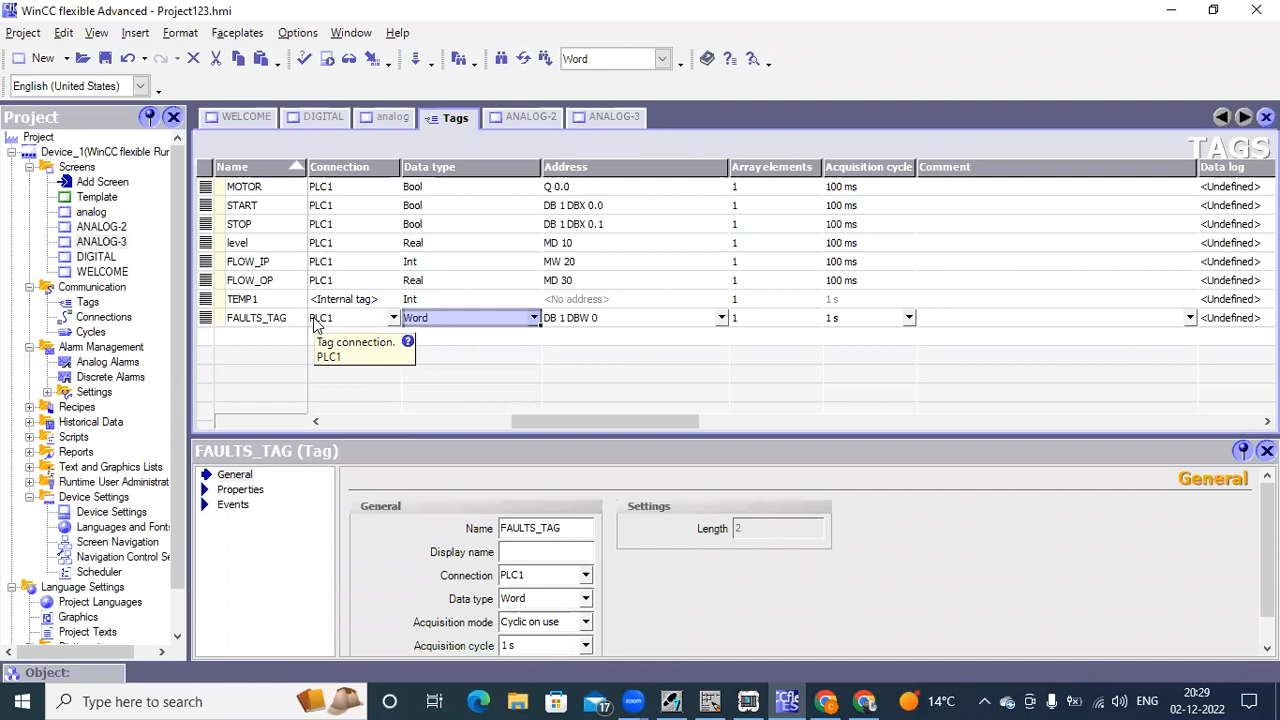 WinCC flexible Advanced - Project123.hmi
Project Edit View Insert Format Faceplates Options Window Help
New Word
English (United States)
Project
WELCOME DIGITAL analog Tags ANALOG-2 ANALOG-3
TAGS
Project
Device_1(WinCC flexible Run
Screens
Add Screen
Template
analog
ANALOG-2
ANALOG-3
DIGITAL
WELCOME
Communication
Tags
Connections
Cycles
Alarm Management
Analog Alarms
Discrete Alarms
Settings
Recipes
Historical Data
Scripts
Reports
Text and Graphics Lists
Runtime User Administrat
Device Settings
Device Settings
Languages and Fonts
Screen Navigation
Navigation Control Se
Scheduler
Language Settings
Project Languages
Graphics
Project Texts
Name Connection Data type Address Array elements Acquisition cycle Comment Data log
MOTOR PLC1 Bool Q 0.0 1 100 ms <Undefined>
START PLC1 Bool DB 1 DBX 0.0 1 100 ms <Undefined>
STOP PLC1 Bool DB 1 DBX 0.1 1 100 ms <Undefined>
level PLC1 Real MD 10 1 100 ms <Undefined>
FLOW_IP PLC1 Int MW 20 1 100 ms <Undefined>
FLOW_OP PLC1 Real MD 30 1 100 ms <Undefined>
TEMP1 <Internal tag> Int <No address> 1 1 s <Undefined>
FAULTS_TAG PLC1 Word DB 1 DBW 0 1 1 s <Undefined>
Tag connection.
PLC1
FAULTS_TAG (Tag)
General
Properties
Events
General
General
Name FAULTS_TAG
Display name
Connection PLC1
Data type Word
Acquisition mode Cyclic on use
Acquisition cycle 1 s
Settings
Length 2
Object:
Type here to search
17
zoom
14°C
ENG
20:29
02-12-2022